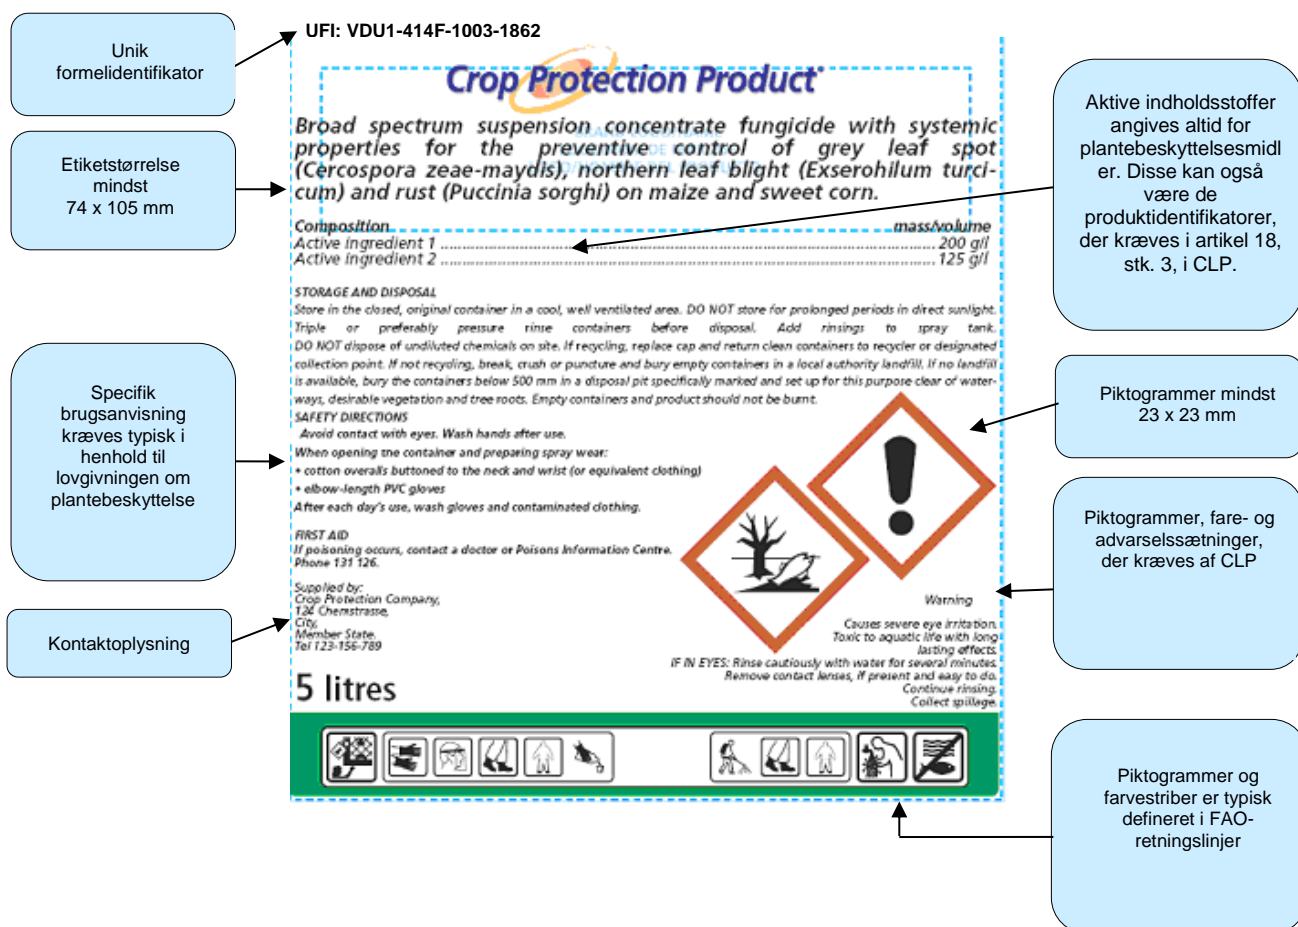 UFI: VDU1-414F-1003-1862
Unik
formelidentifikator
Etiketstørrelse
mindst
74 x 105 mm
Specifik
brugsanvisning
kræves typisk i
henhold til
lovgivningen om
plantebeskyttelse
Kontaktoplysning
Crop Protection Product
Broad spectrum suspension concentrate fungicide with systemic
properties for the preventive control of grey leaf spot
(Cercospora zeae-maydis), northern leaf blight (Exserohilum turci-
cum) and rust (Puccinia sorghi) on maize and sweet corn.
Composition mass/volume
Active ingredient 1 ........ 200 g/l
Active ingredient 2 ........ 125 g/l
STORAGE AND DISPOSAL
Store in the closed, original container in a cool, well ventilated area. DO NOT store for prolonged periods in direct sunlight.
Triple or preferably pressure rinse containers before disposal. Add rinsings to spray tank.
DO NOT dispose of undiluted chemicals on site. If recycling, replace cap and return clean containers to recycler or designated
collection point. If not recycling, break, crush or puncture and bury empty containers in a local authority landfill. If no landfill
is available, bury the containers below 500 mm in a disposal pit specifically marked and set up for this purpose clear of water-
ways, desirable vegetation and tree roots. Empty containers and product should not be burnt.
SAFETY DIRECTIONS
Avoid contact with eyes. Wash hands after use.
When opening the container and preparing spray wear:
• cotton overalls buttoned to the neck and wrist (or equivalent clothing)
• elbow-length PVC gloves
After each day's use, wash gloves and contaminated clothing.
FIRST AID
If poisoning occurs, contact a doctor or Poisons Information Centre.
Phone 131 126.
Supplied by:
Crop Protection Company,
124 Chemstrasse,
City,
Member State.
Tel 123-156-789
5 litres
Warning
Causes severe eye irritation.
Toxic to aquatic life with long
lasting effects.
IF IN EYES: Rinse cautiously with water for several minutes.
Remove contact lenses, if present and easy to do.
Continue rinsing.
Collect spillage.
Aktive indholdsstoffer
angives altid for
plantebeskyttelsesmidl
er. Disse kan også
være de
produktidentifikatorer,
der kræves i artikel 18,
stk. 3, i CLP.
Piktogrammer mindst
23 x 23 mm
Piktogrammer, fare- og
advarselssætninger,
der kræves af CLP
Piktogrammer og
farvestriber er typisk
defineret i FAO-
retningslinjer